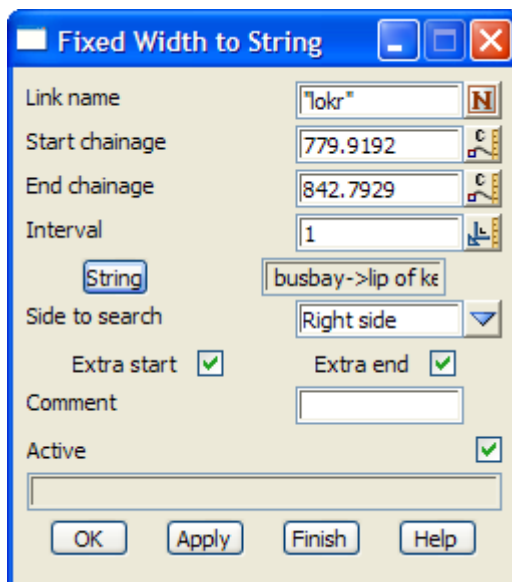 Fixed Width to String
Link name "lokr" N
Start chainage 779.9192 C
End chainage 842.7929 C
Interval 1
String busbay->lip of ke
Side to search Right side
Extra start Extra end
Comment
Active
OK Apply Finish Help